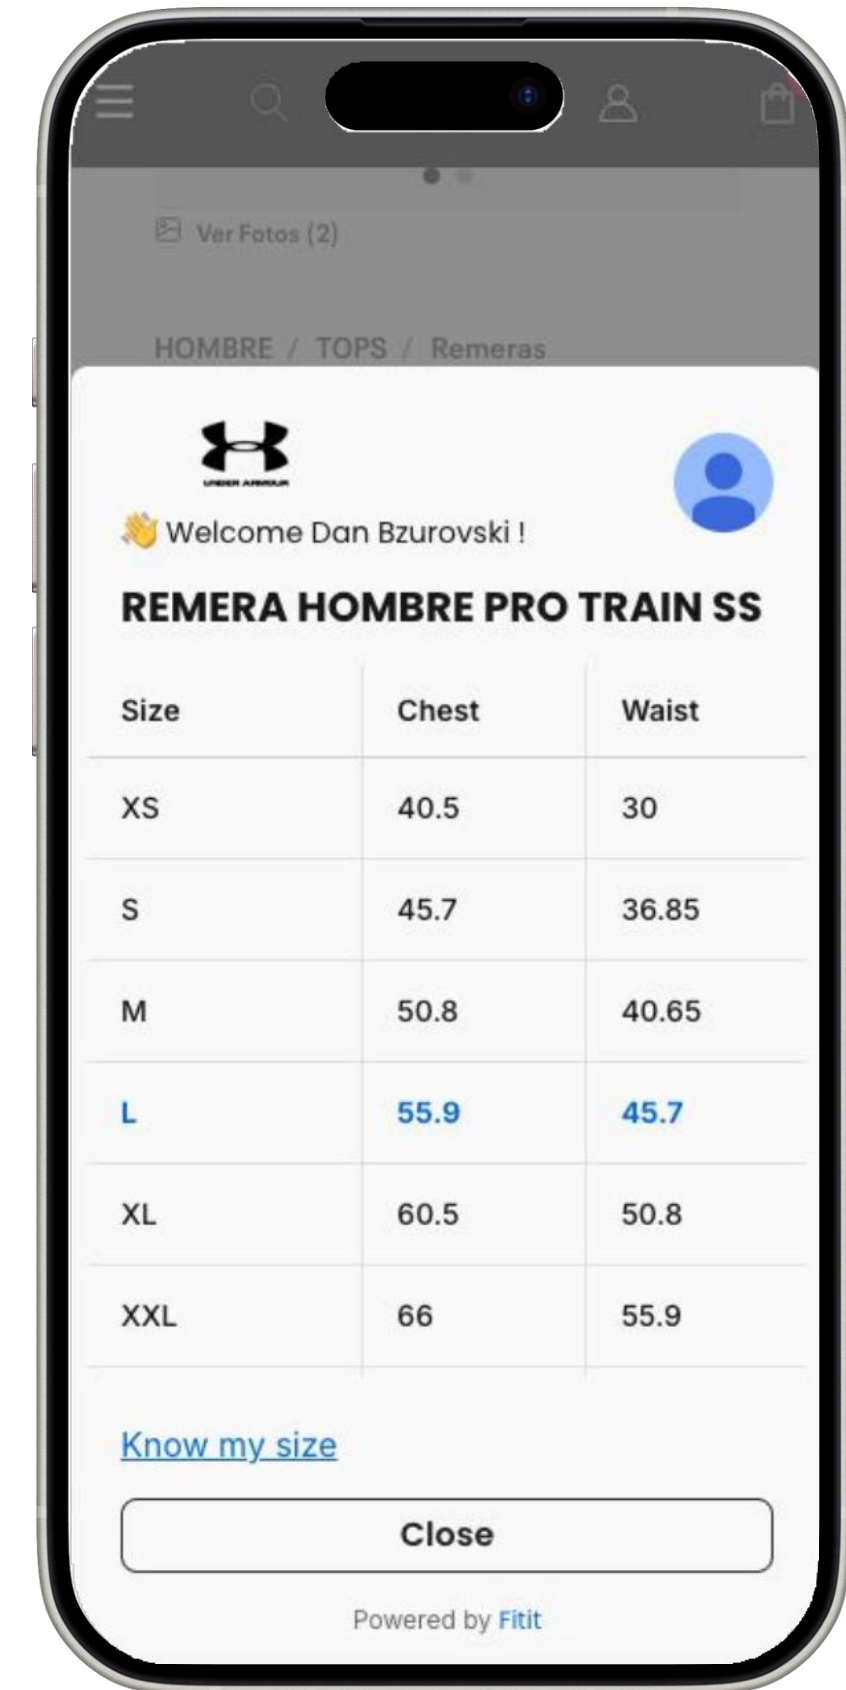 Ver Fotos (2)
HOMBRE / TOPS / Remeras
UNDER ARMOUR
👋 Welcome Dan Bzurovski !
REMERA HOMBRE PRO TRAIN SS
Size Chest Waist
XS 40.5 30
S 45.7 36.85
M 50.8 40.65
L 55.9 45.7
XL 60.5 50.8
XXL 66 55.9
Know my size
Close
Powered by Fitit